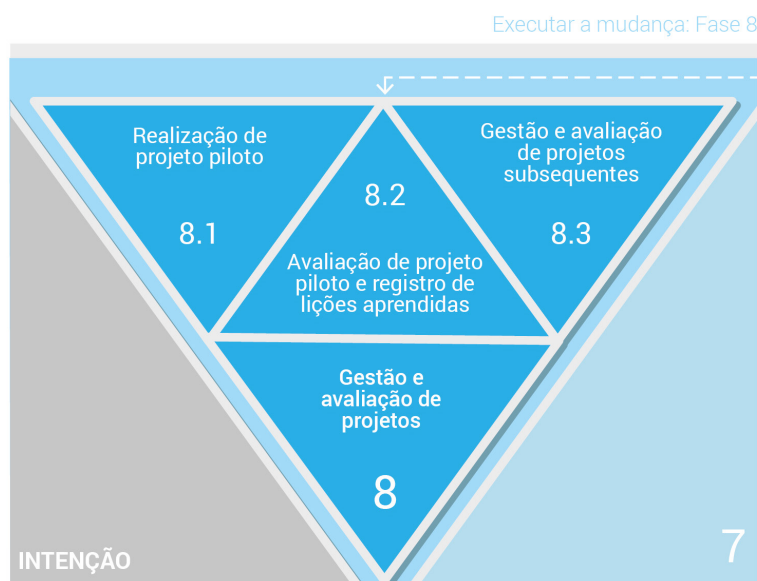 Executar a mudança: Fase 8
Realização de
projeto piloto
8.1
8.2
Avaliação de projeto
piloto e registro de
lições aprendidas
Gestão e avaliação
de projetos
subsequentes
8.3
Gestão e
avaliação de
projetos
8
INTENÇÃO
7